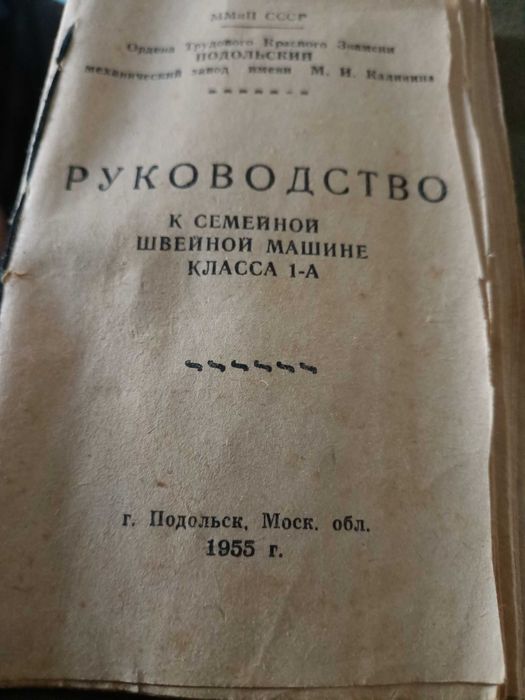 ММиП СССР
Ордена Трудового Красного Знамени
ПОДОЛЬСКИЙ
механический завод имени М. И. Калинина
РУКОВОДСТВО
К СЕМЕЙНОЙ
ШВЕЙНОЙ МАШИНЕ
КЛАССА 1-А
г. Подольск, Моск. обл.
1955 г.